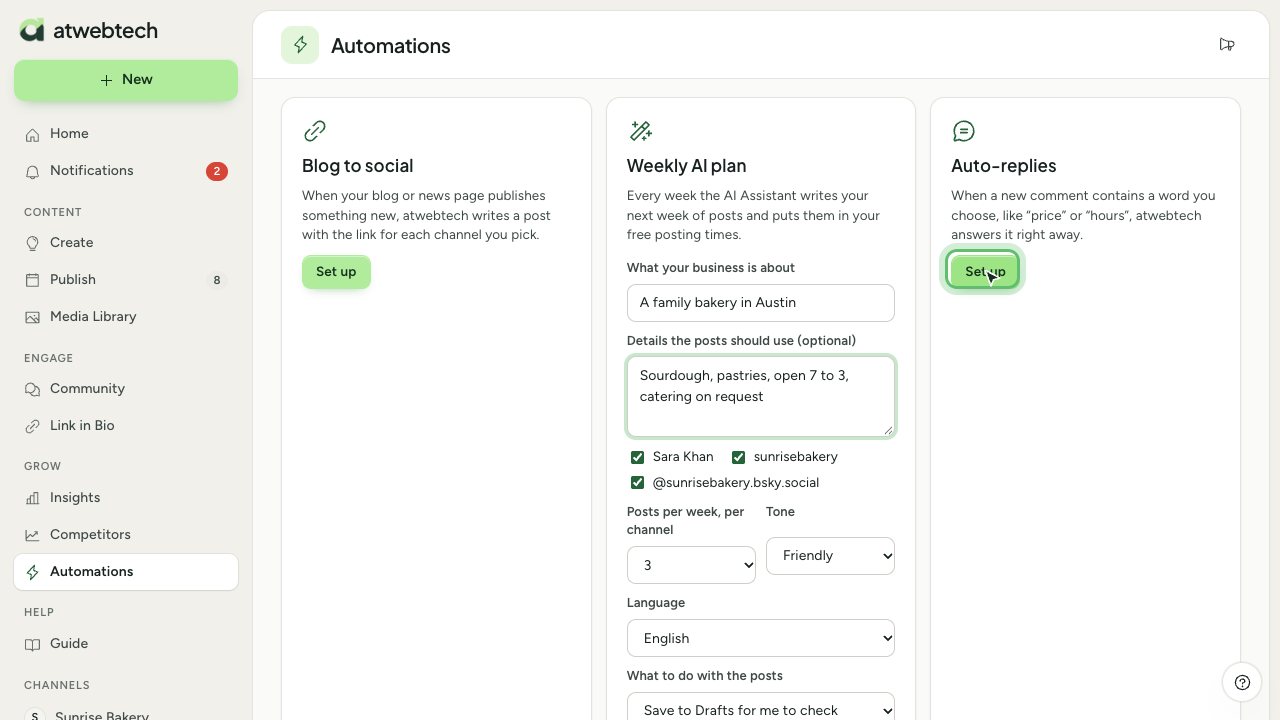 atwebtech
New
Home
Notifications
2
CONTENT
Create
Publish
8
Media Library
ENGAGE
Community
Link in Bio
GROW
Insights
Competitors
Automations
HELP
Guide
CHANNELS
S
Sunrise Bakery
Automations
Blog to social
When your blog or news page publishes
something new, atwebtech writes a post
with the link for each channel you pick.
Set up
Weekly AI plan
Every week the AI Assistant writes your
next week of posts and puts them in your
free posting times.
What your business is about
A family bakery in Austin
Details the posts should use (optional)
Sourdough, pastries, open 7 to 3,
catering on request
Sara Khan
sunrisebakery
@sunrisebakery.bsky.social
Posts per week, per
channel
3
Tone
Friendly
Language
English
What to do with the posts
Save to Drafts for me to check
Auto-replies
When a new comment contains a word you
choose, like “price” or “hours”, atwebtech
answers it right away.
Set up